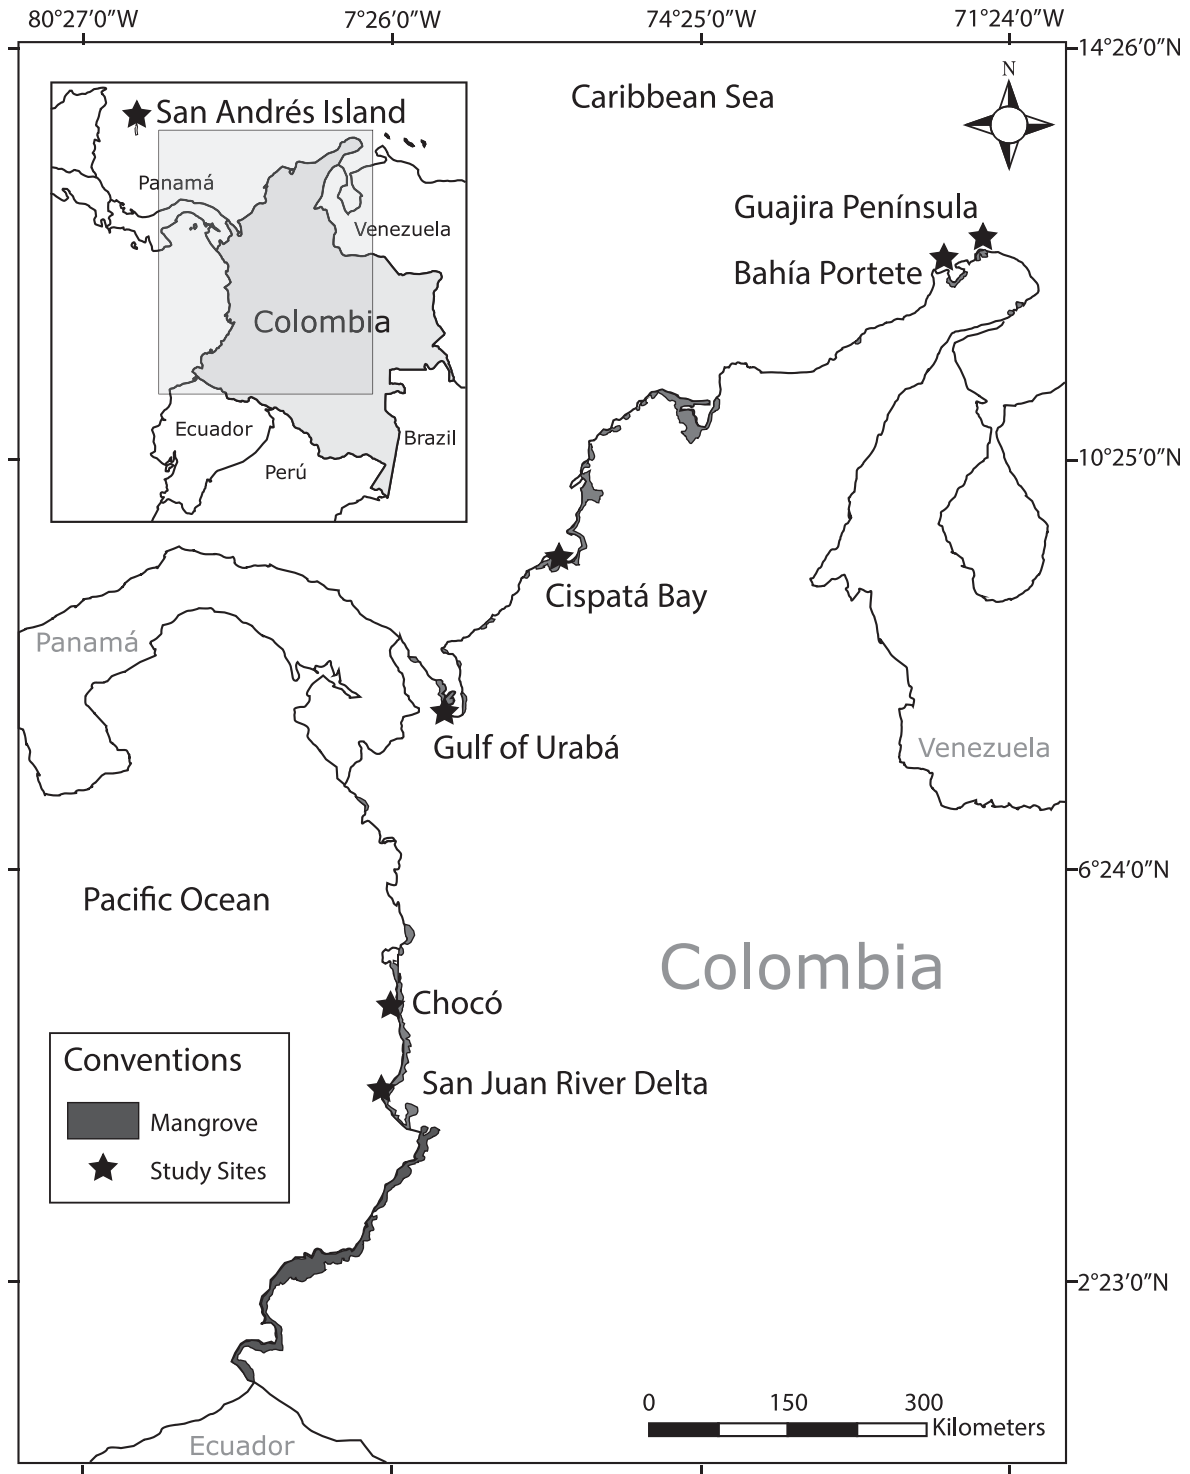 80°27'0"W 7°26'0"W 74°25'0"W 71°24'0"W
14°26'0"N
Caribbean Sea
N
San Andrés Island
Panamá
Venezuela
Colombia
Ecuador
Perú
Brazil
Guajira Península
Bahía Portete
10°25'0"N
Cispatá Bay
Panamá
Gulf of Urabá
Venezuela
6°24'0"N
Pacific Ocean
Colombia
Chocó
San Juan River Delta
Conventions
Mangrove
Study Sites
2°23'0"N
0 150 300
Kilometers
Ecuador